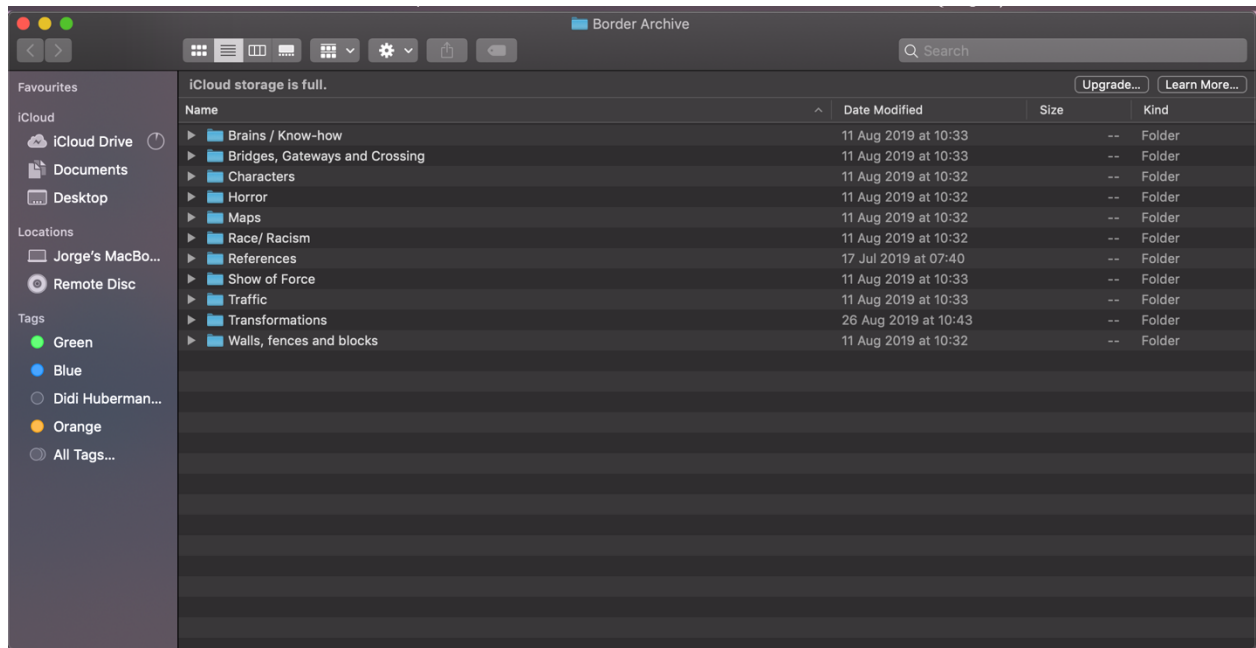 Border Archive
Search
Favourites
iCloud
iCloud Drive
Documents
Desktop
Locations
Jorge's MacBo...
Remote Disc
Tags
Green
Blue
Didi Huberman...
Orange
All Tags...
iCloud storage is full. Upgrade... Learn More...
Name Date Modified Size Kind
Brains / Know-how 11 Aug 2019 at 10:33 -- Folder
Bridges, Gateways and Crossing 11 Aug 2019 at 10:33 -- Folder
Characters 11 Aug 2019 at 10:32 -- Folder
Horror 11 Aug 2019 at 10:32 -- Folder
Maps 11 Aug 2019 at 10:32 -- Folder
Race/ Racism 11 Aug 2019 at 10:32 -- Folder
References 17 Jul 2019 at 07:40 -- Folder
Show of Force 11 Aug 2019 at 10:33 -- Folder
Traffic 11 Aug 2019 at 10:33 -- Folder
Transformations 26 Aug 2019 at 10:43 -- Folder
Walls, fences and blocks 11 Aug 2019 at 10:32 -- Folder